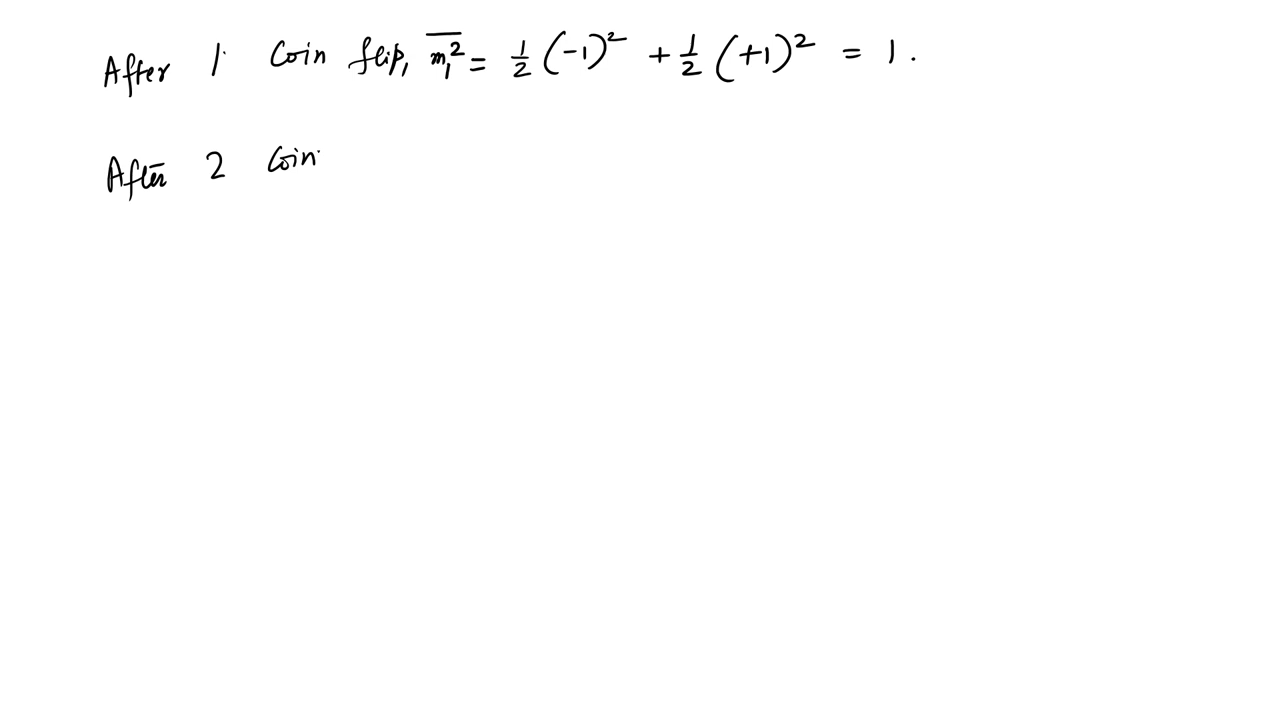 After 1 Coin flip, $\overline{m_1^2} = \frac{1}{2}(-1)^2 + \frac{1}{2}(+1)^2 = 1.$
After 2 Coin